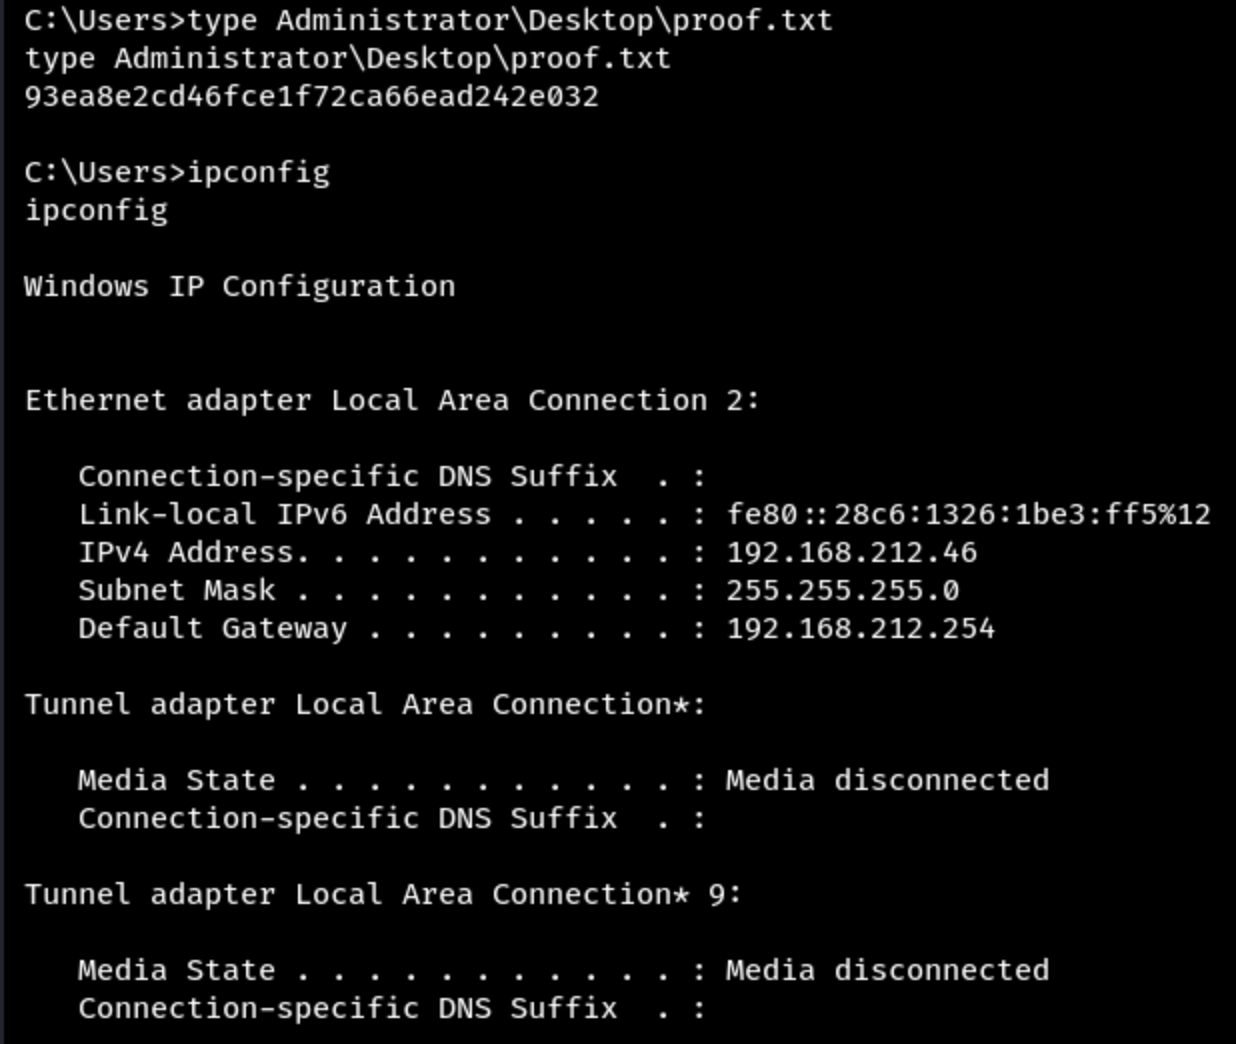 C:\Users>type Administrator\Desktop\proof.txt
type Administrator\Desktop\proof.txt
93ea8e2cd46fce1f72ca66ead242e032
C:\Users>ipconfig
ipconfig
Windows IP Configuration
Ethernet adapter Local Area Connection 2:
   Connection-specific DNS Suffix  . :
   Link-local IPv6 Address . . . . . : fe80::28c6:1326:1be3:ff5%12
   IPv4 Address. . . . . . . . . . . : 192.168.212.46
   Subnet Mask . . . . . . . . . . . : 255.255.255.0
   Default Gateway . . . . . . . . . : 192.168.212.254
Tunnel adapter Local Area Connection*:
   Media State . . . . . . . . . . . : Media disconnected
   Connection-specific DNS Suffix  . :
Tunnel adapter Local Area Connection* 9:
   Media State . . . . . . . . . . . : Media disconnected
   Connection-specific DNS Suffix  . :